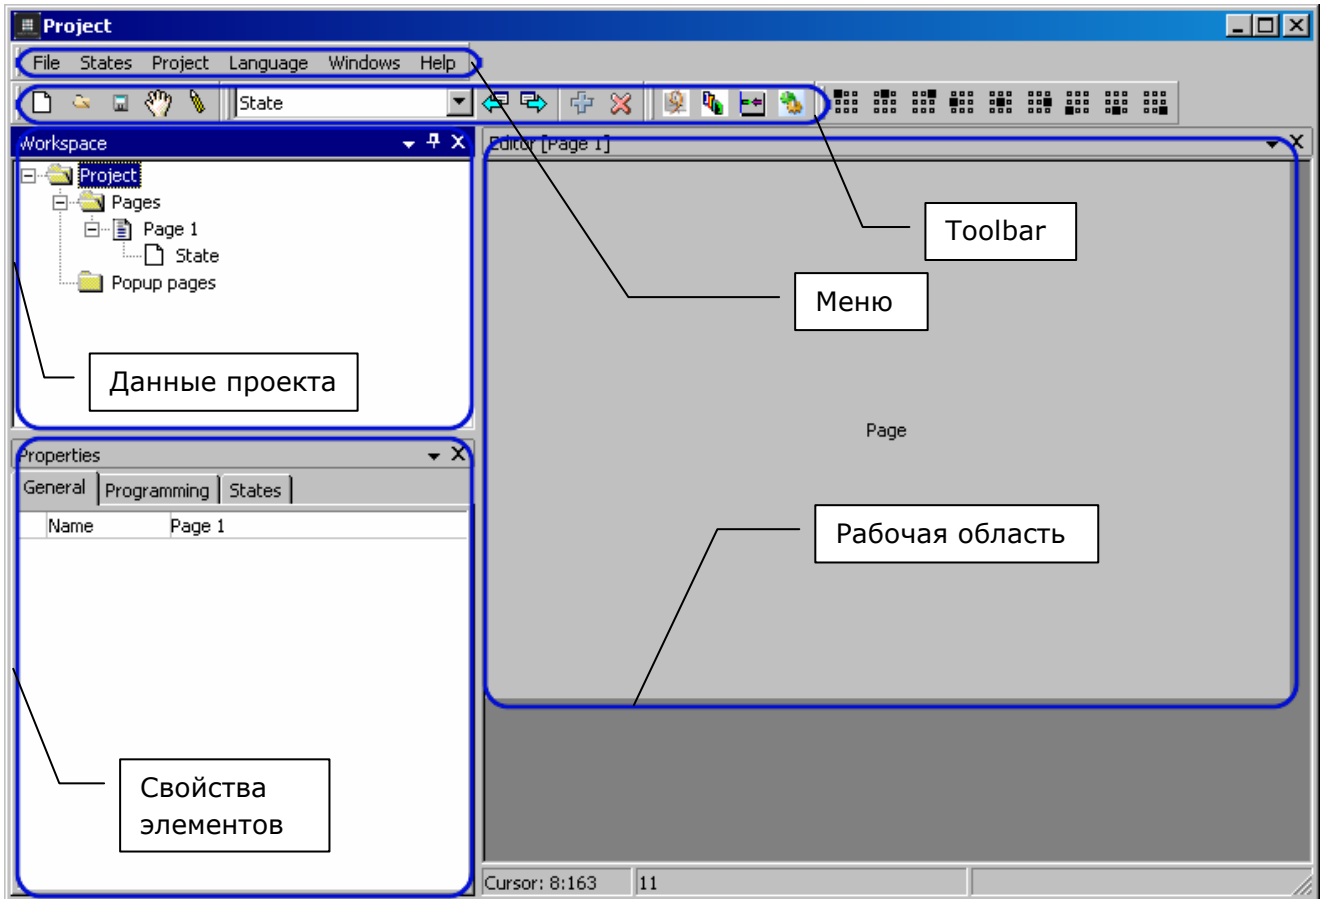 Project
File States Project Language Windows Help
State
Workspace
Editor [Page 1]
Project
Pages
Page 1
State
Popup pages
Toolbar
Меню
Данные проекта
Page
Properties
General Programming States
Name Page 1
Рабочая область
Свойства
элементов
Cursor: 8:163 11